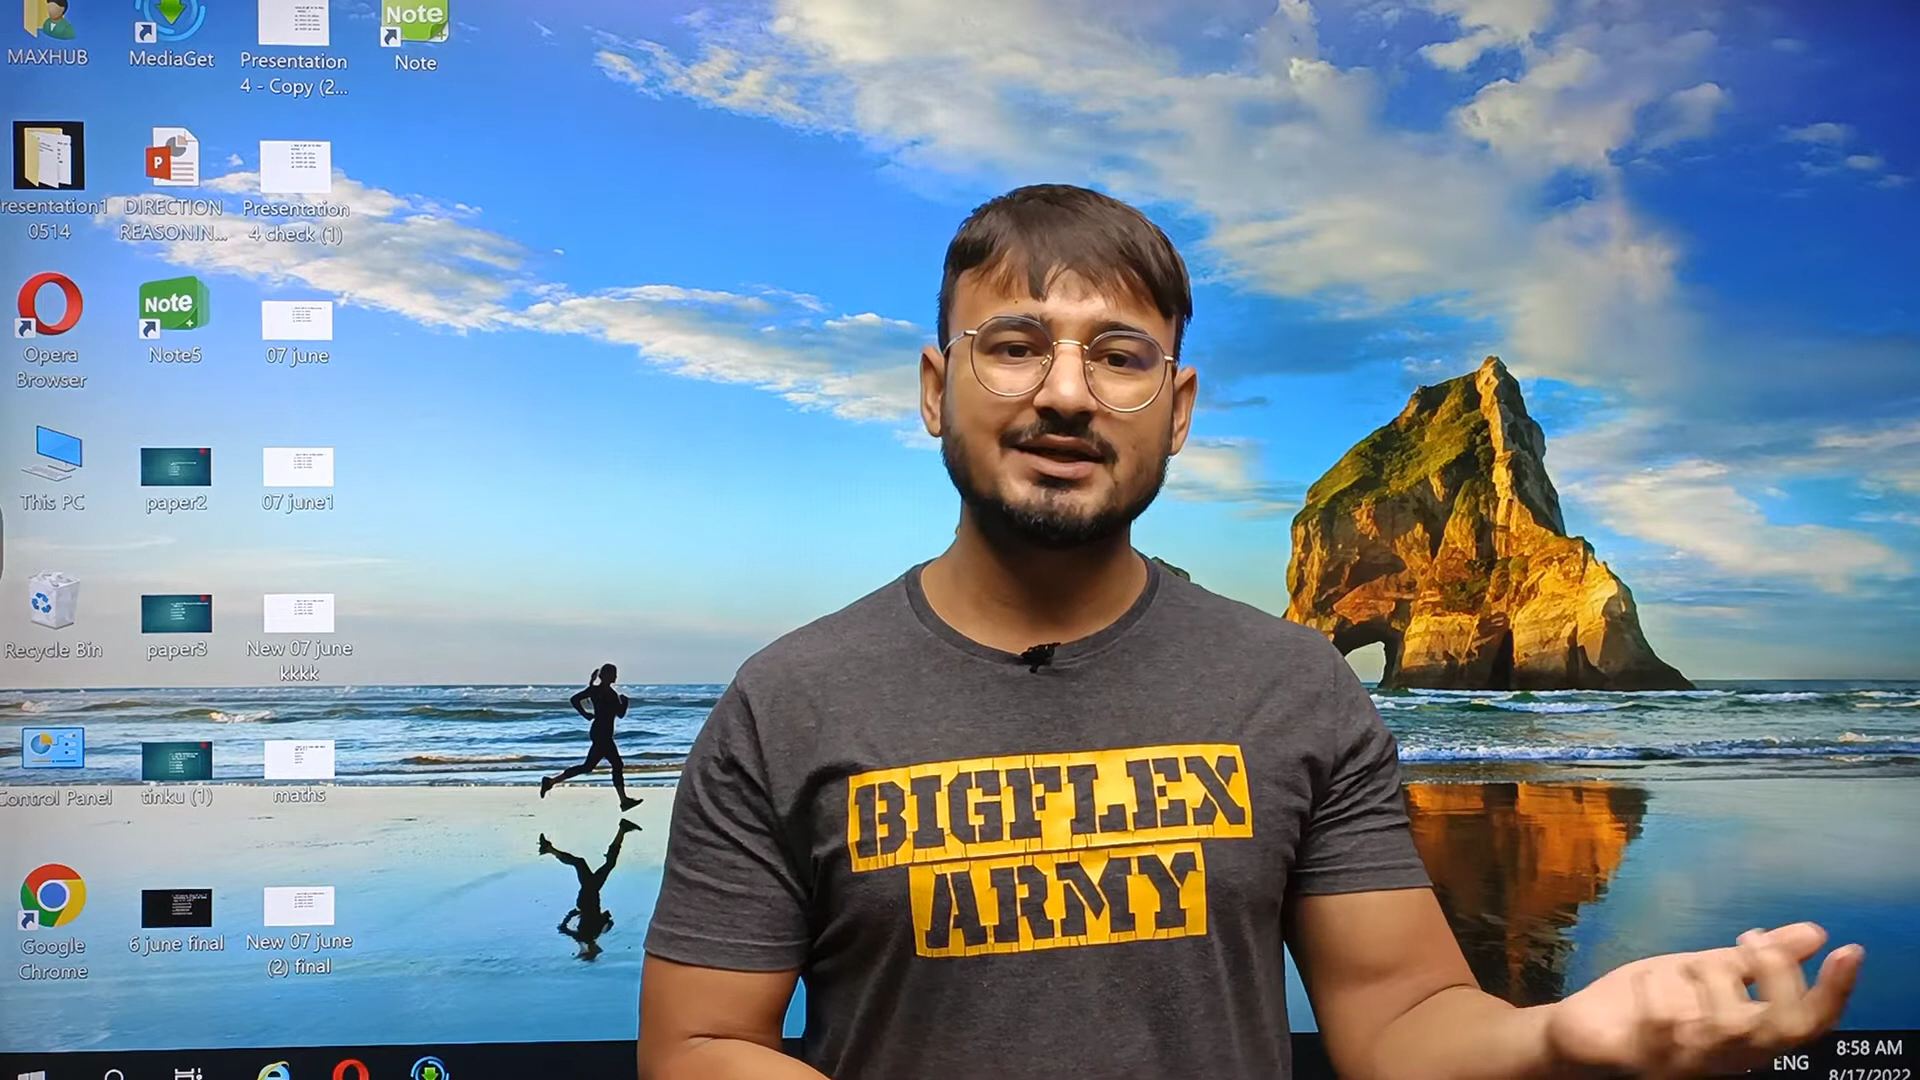 MAXHUB
MediaGet
Presentation
4 - Copy (2...
Note
Note
resentation1
0514
DIRECTION
REASONIN...
Presentation
4 check (1)
Opera
Browser
Note
Note5
07 june
This PC
paper2
07 june1
Recycle Bin
paper3
New 07 june
kkkk
Control Panel
tinku (1)
maths
Google
Chrome
6 june final
New 07 june
(2) final
BIGFLEX
ARMY
ENG
8:58 AM
8/17/2022